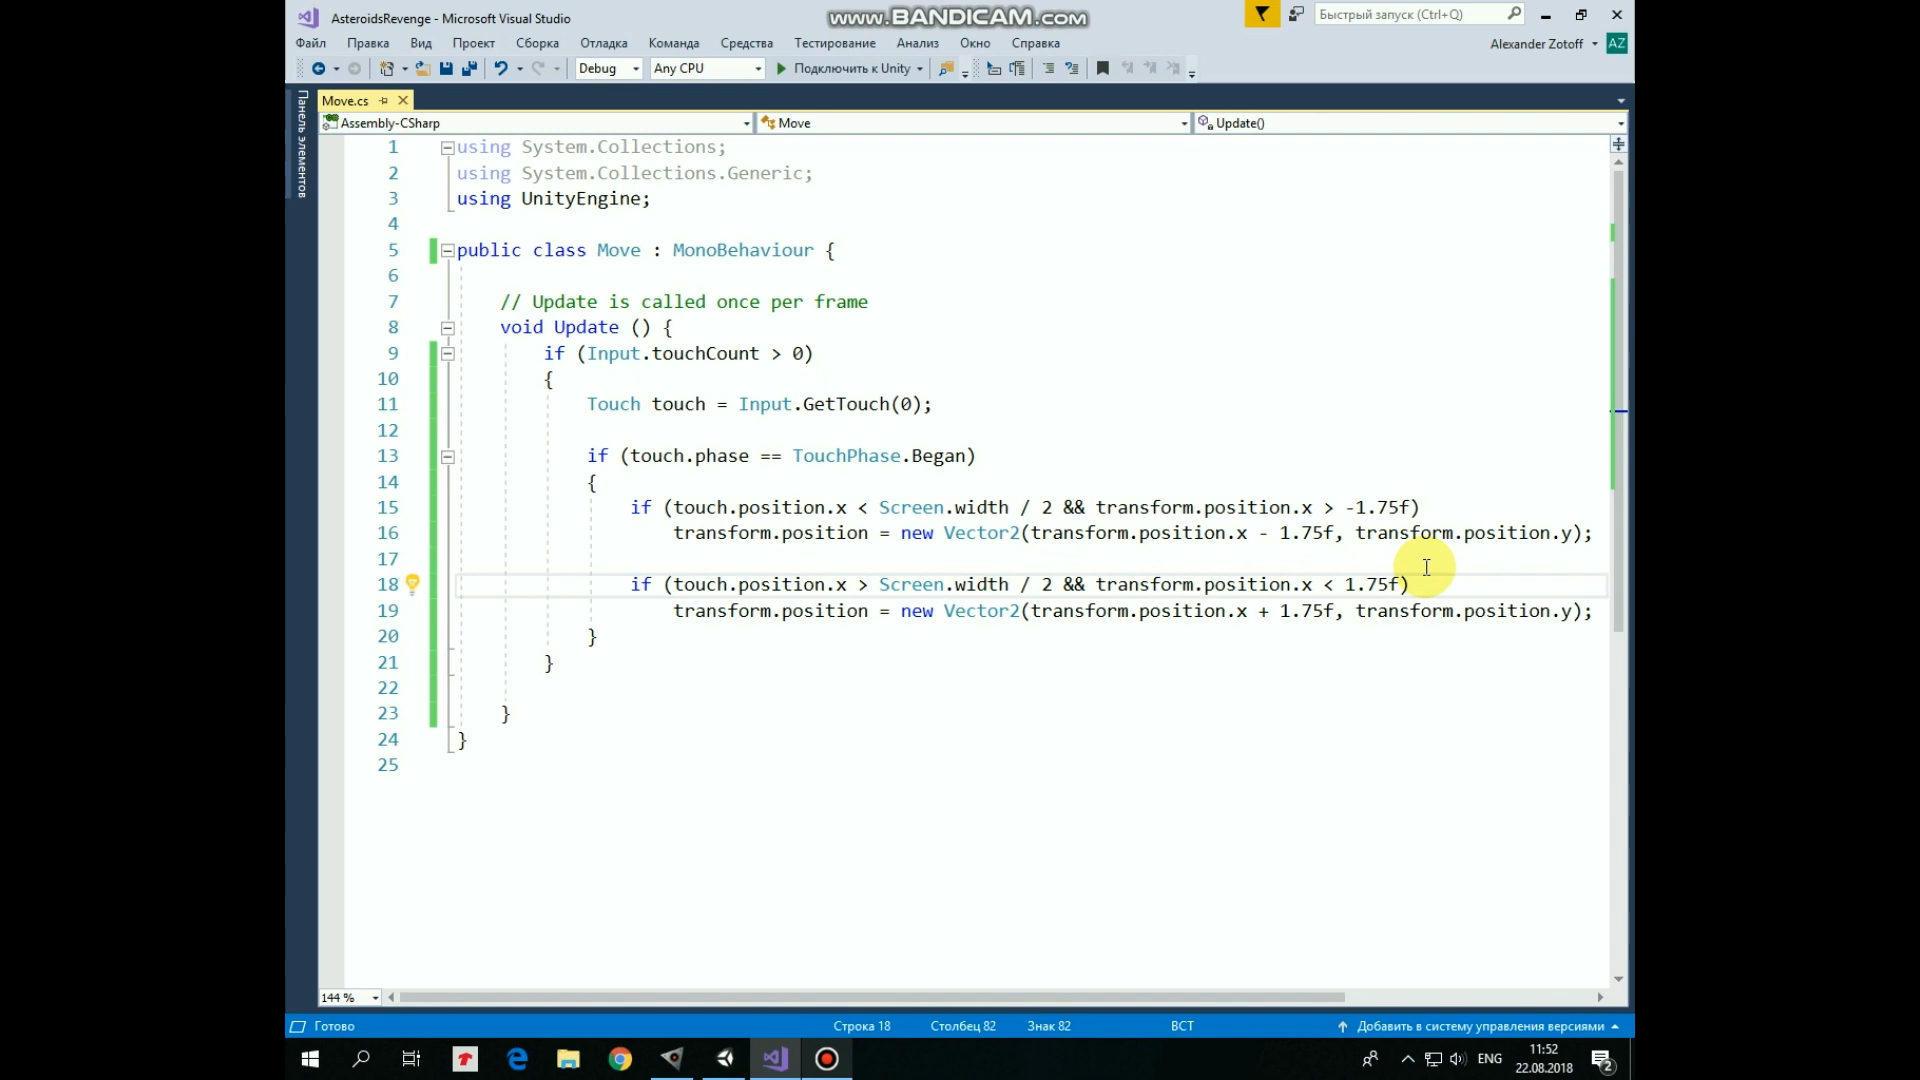 AsteroidsRevenge - Microsoft Visual Studio
www.BANDICAM.com
Быстрый запуск (Ctrl+Q)
Файл Правка Вид Проект Сборка Отладка Команда Средства Тестирование Анализ Окно Справка
Alexander Zotoff AZ
Debug Any CPU Подключить к Unity
Панель элементов
Move.cs
Assembly-CSharp Move Update()
1 using System.Collections;
2 using System.Collections.Generic;
3 using UnityEngine;
4
5 public class Move : MonoBehaviour {
6
7 // Update is called once per frame
8 void Update () {
9 if (Input.touchCount > 0)
10 {
11 Touch touch = Input.GetTouch(0);
12
13 if (touch.phase == TouchPhase.Began)
14 {
15 if (touch.position.x < Screen.width / 2 && transform.position.x > -1.75f)
16 transform.position = new Vector2(transform.position.x - 1.75f, transform.position.y);
17
18 if (touch.position.x > Screen.width / 2 && transform.position.x < 1.75f)
19 transform.position = new Vector2(transform.position.x + 1.75f, transform.position.y);
20 }
21 }
22
23 }
24 }
25
144 %
Готово Строка 18 Столбец 82 Знак 82 ВСТ Добавить в систему управления версиями
ENG
11:52
22.08.2018
2